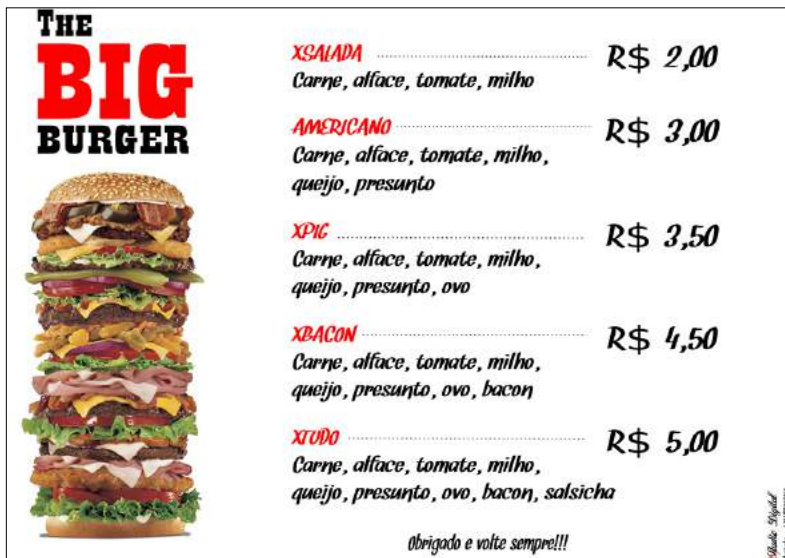 THE
BIG
BURGER
XSALADA R$ 2,00
Carne, alface, tomate, milho
AMERICANO R$ 3,00
Carne, alface, tomate, milho,
queijo, presunto
XPIG R$ 3,50
Carne, alface, tomate, milho,
queijo, presunto, ovo
XBACON R$ 4,50
Carne, alface, tomate, milho,
queijo, presunto, ovo, bacon
XTUDO R$ 5,00
Carne, alface, tomate, milho,
queijo, presunto, ovo, bacon, salsicha
Obrigado e volte sempre!!!